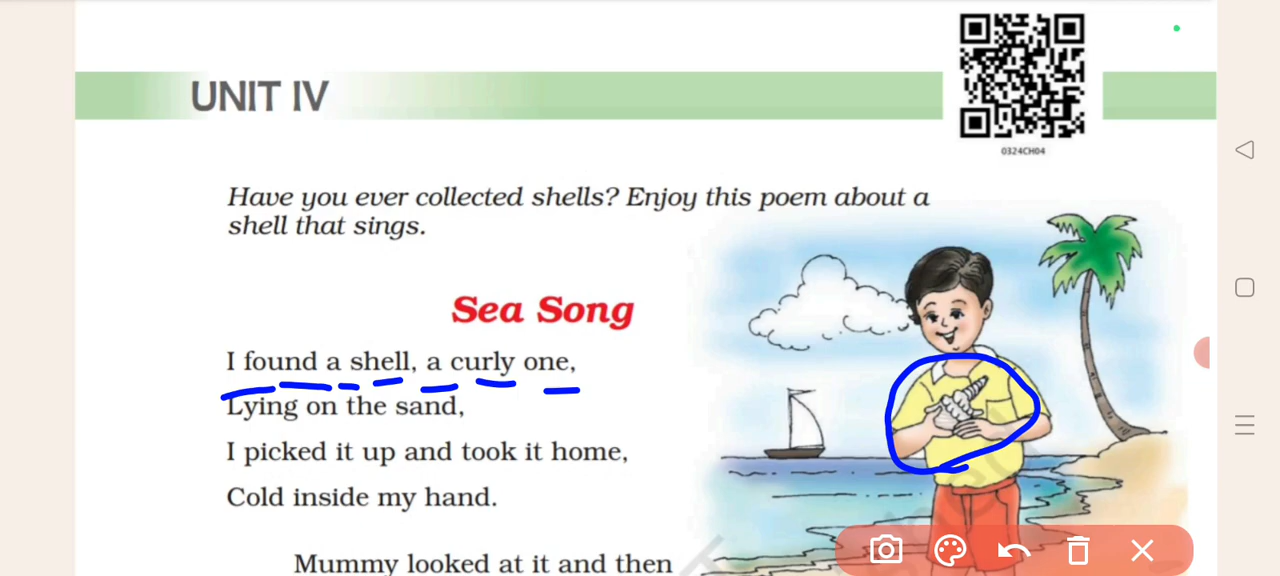 UNIT IV
0324CH04
Have you ever collected shells? Enjoy this poem about a
shell that sings.
Sea Song
I found a shell, a curly one,
Lying on the sand,
I picked it up and took it home,
Cold inside my hand.
Mummy looked at it and then